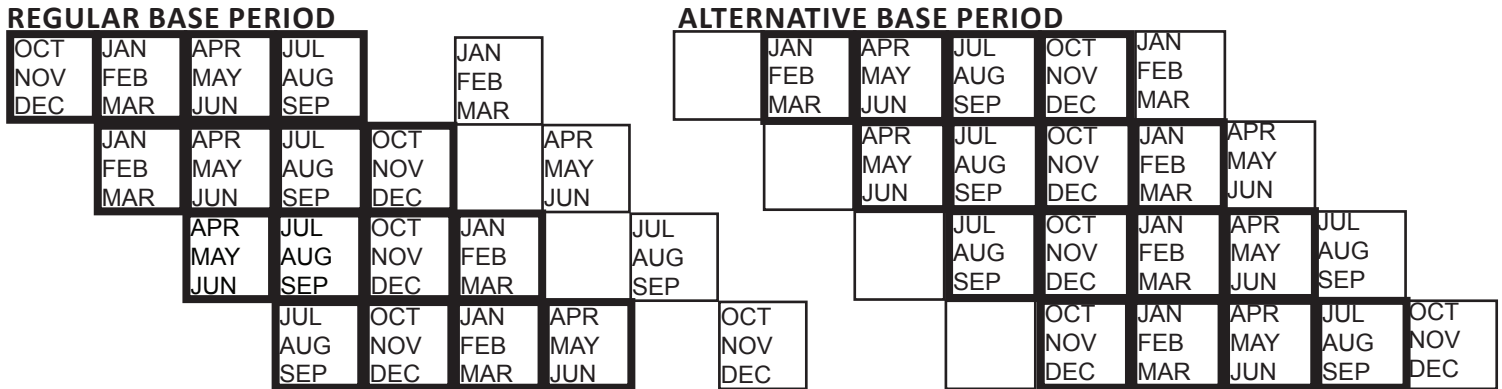 REGULAR BASE PERIOD
OCT JAN APR JUL JAN
NOV FEB MAY AUG FEB
DEC MAR JUN SEP MAR
JAN APR JUL OCT APR
FEB MAY AUG NOV MAY
MAR JUN SEP DEC JUN
APR JUL OCT JAN JUL
MAY AUG NOV FEB AUG
JUN SEP DEC MAR SEP
JUL OCT JAN APR OCT
AUG NOV FEB MAY NOV
SEP DEC MAR JUN DEC
ALTERNATIVE BASE PERIOD
JAN APR JUL OCT JAN
FEB MAY AUG NOV FEB
MAR JUN SEP DEC MAR
APR JUL OCT JAN APR
MAY AUG NOV FEB MAY
JUN SEP DEC MAR JUN
JUL OCT JAN APR JUL
AUG NOV FEB MAY AUG
SEP DEC MAR JUN SEP
OCT JAN APR JUL OCT
NOV FEB MAY AUG NOV
DEC MAR JUN SEP DEC